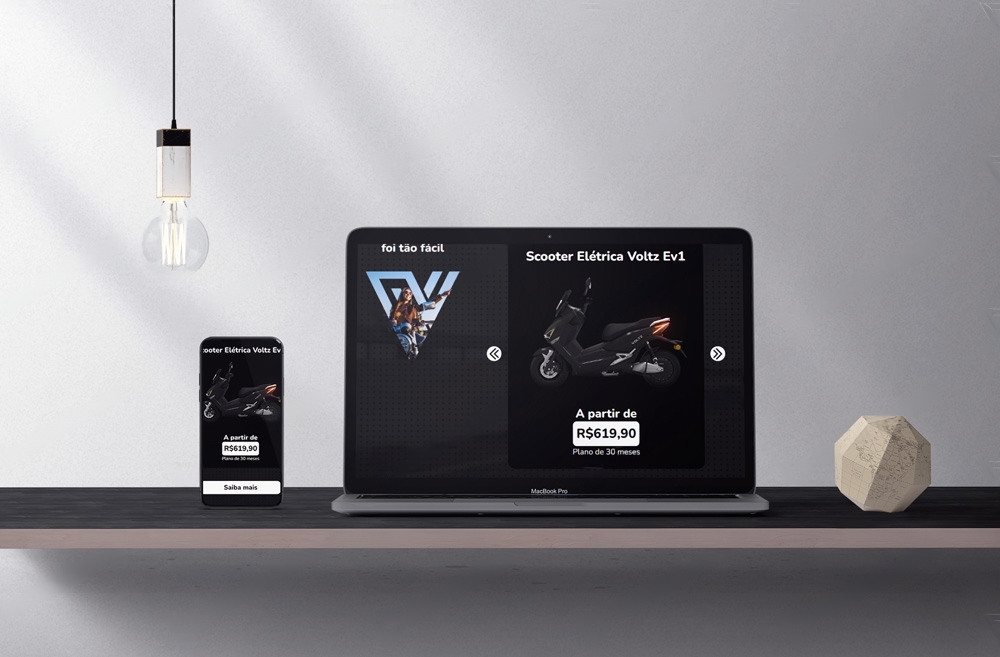 foi tão fácil
Scooter Elétrica Voltz Ev1
A partir de
R$619,90
Plano de 30 meses
MacBook Pro
ooter Elétrica Voltz Ev
A partir de
R$619,90
Plano de 30 meses
Saiba mais